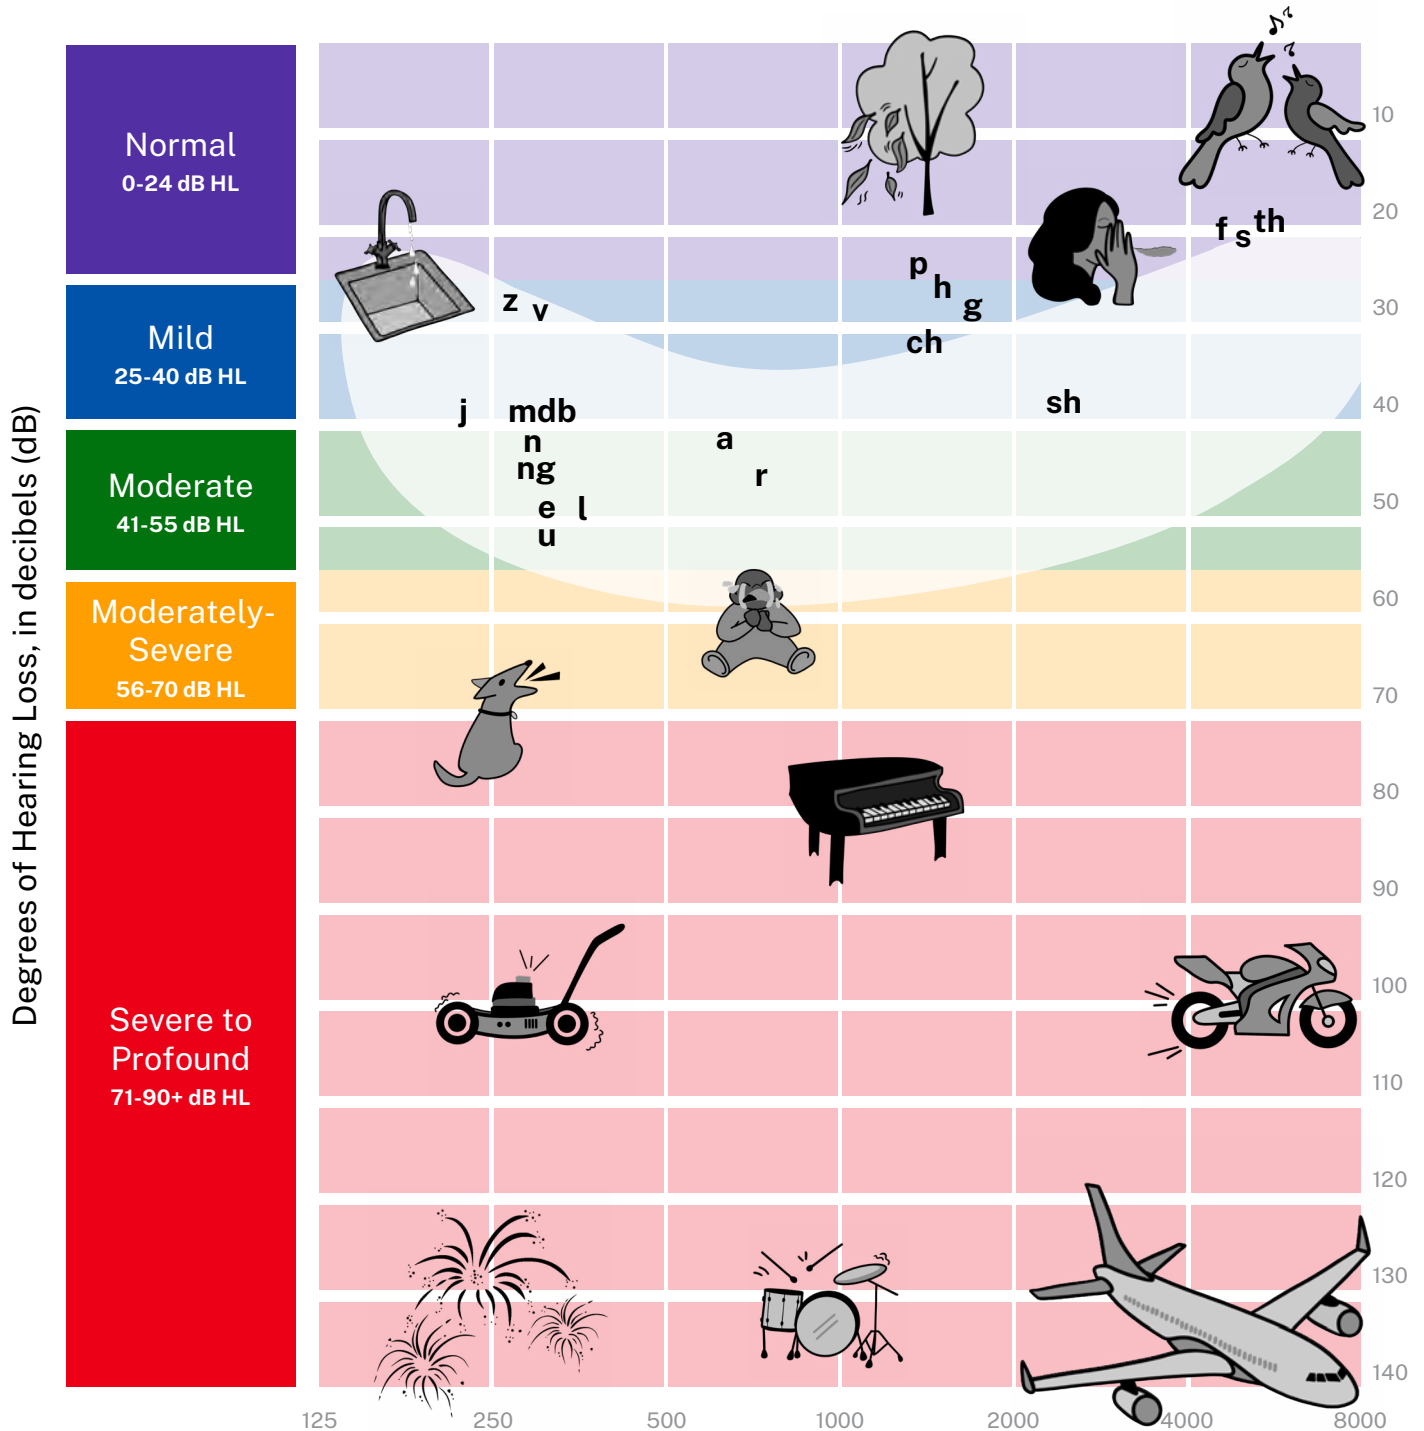 Degrees of Hearing Loss, in decibels (dB)
Normal
0-24 dB HL
Mild
25-40 dB HL
Moderate
41-55 dB HL
Moderately-
Severe
56-70 dB HL
Severe to
Profound
71-90+ dB HL
10
20
f s th
p
h
z v
g
30
ch
j
mdb
sh
40
n
a
ng
r
e l
50
u
60
70
80
90
100
110
120
130
140
125 250 500 1000 2000 4000 8000